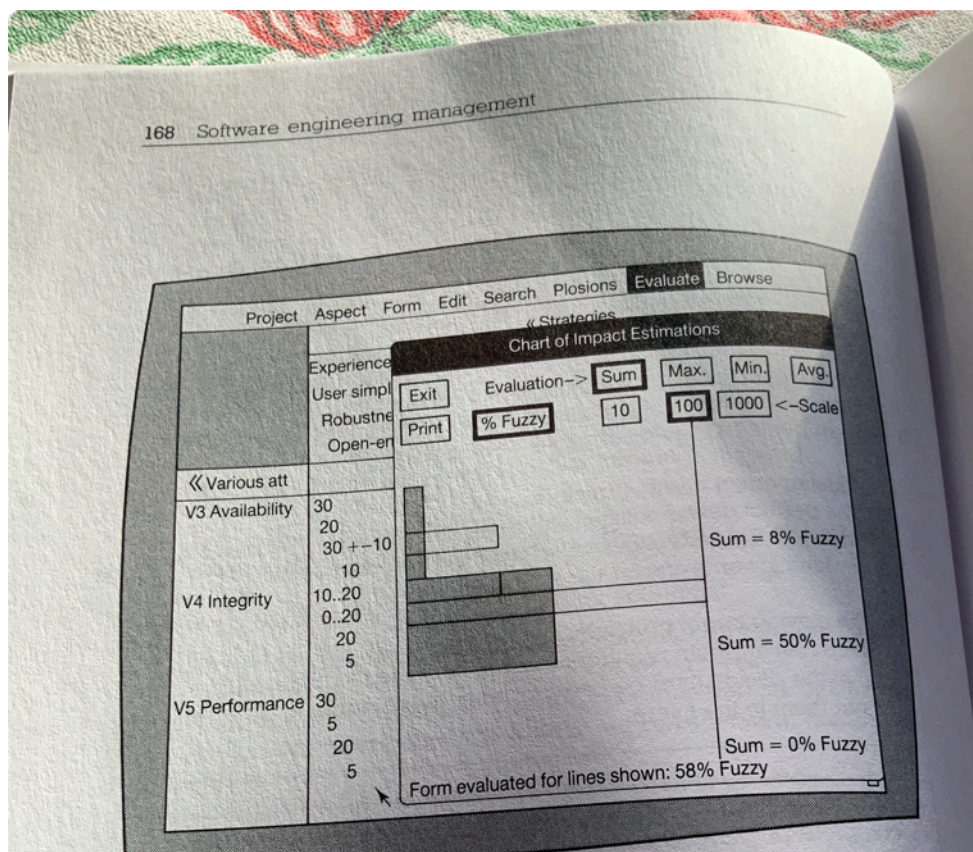 168 Software engineering management
Project Aspect Form Edit Search Plosions Evaluate Browse
« Strategies
Chart of Impact Estimations
Experience
User simpl
Robustne
Open-en
Exit Evaluation–> Sum Max. Min. Avg.
Print % Fuzzy 10 100 1000 <–Scale
« Various att
V3 Availability 30
20
30 +–10
10
Sum = 8% Fuzzy
V4 Integrity 10..20
0..20
20
5
Sum = 50% Fuzzy
V5 Performance 30
5
20
5
Sum = 0% Fuzzy
Form evaluated for lines shown: 58% Fuzzy